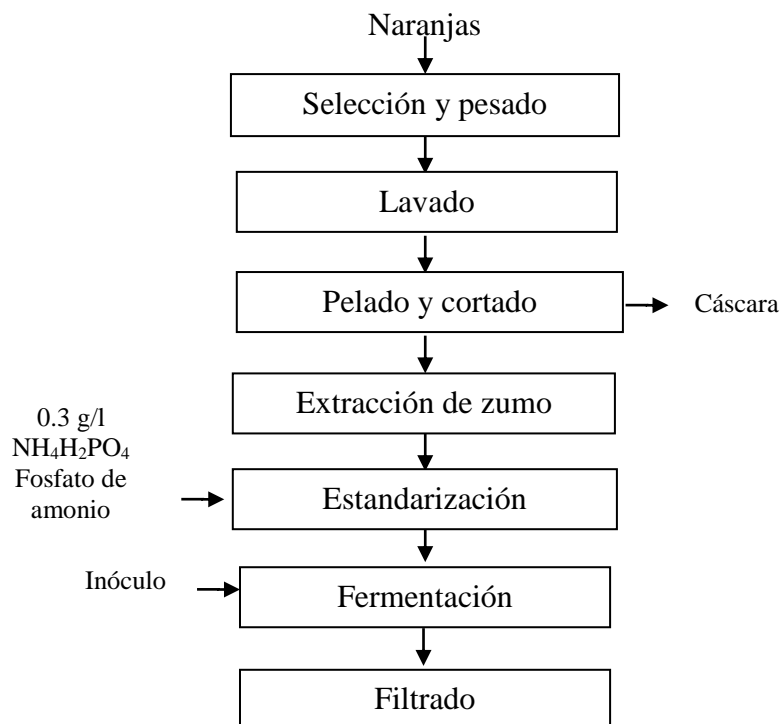 Naranjas
Selección y pesado
Lavado
Pelado y cortado
Cáscara
Extracción de zumo
0.3 g/l
NH₄H₂PO₄
Fosfato de
amonio
Estandarización
Inóculo
Fermentación
Filtrado